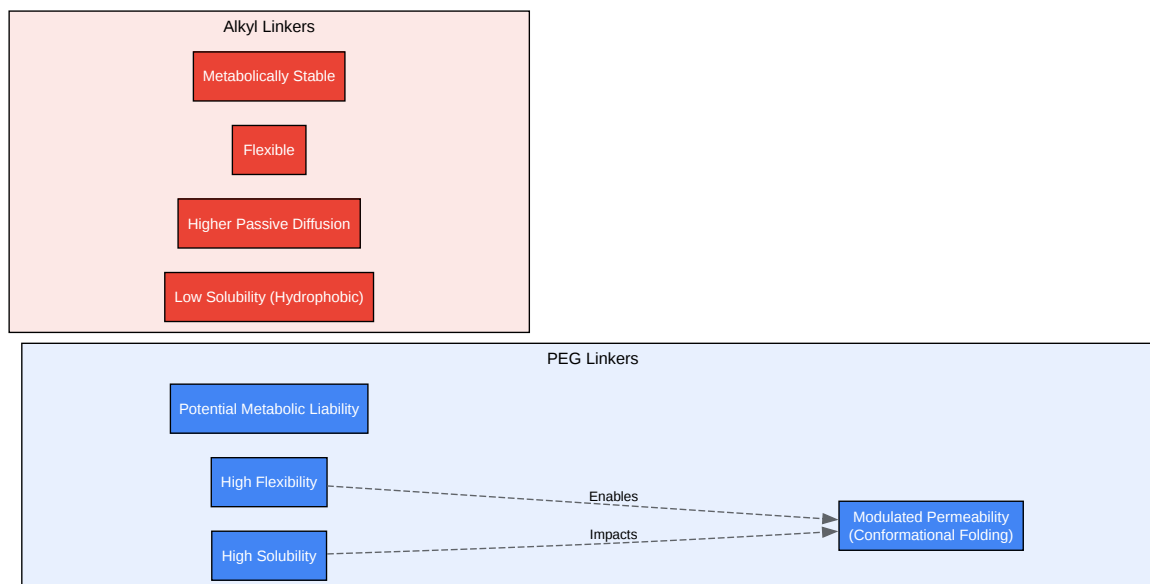 Alkyl Linkers
Metabolically Stable
Flexible
Higher Passive Diffusion
Low Solubility (Hydrophobic)
PEG Linkers
Potential Metabolic Liability
High Flexibility
Enables
Modulated Permeability
(Conformational Folding)
Impacts
High Solubility